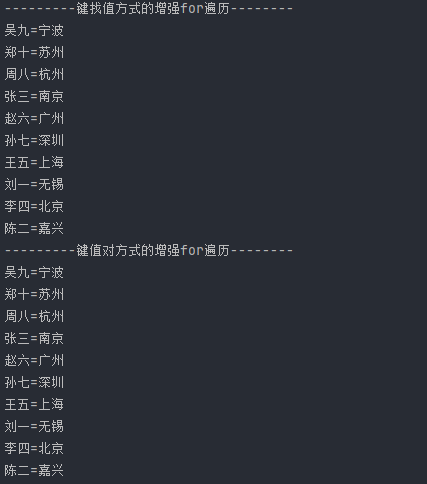 ---------键找值方式的增强for遍历--------
吴九=宁波
郑十=苏州
周八=杭州
张三=南京
赵六=广州
孙七=深圳
王五=上海
刘一=无锡
李四=北京
陈二=嘉兴
---------键值对方式的增强for遍历--------
吴九=宁波
郑十=苏州
周八=杭州
张三=南京
赵六=广州
孙七=深圳
王五=上海
刘一=无锡
李四=北京
陈二=嘉兴